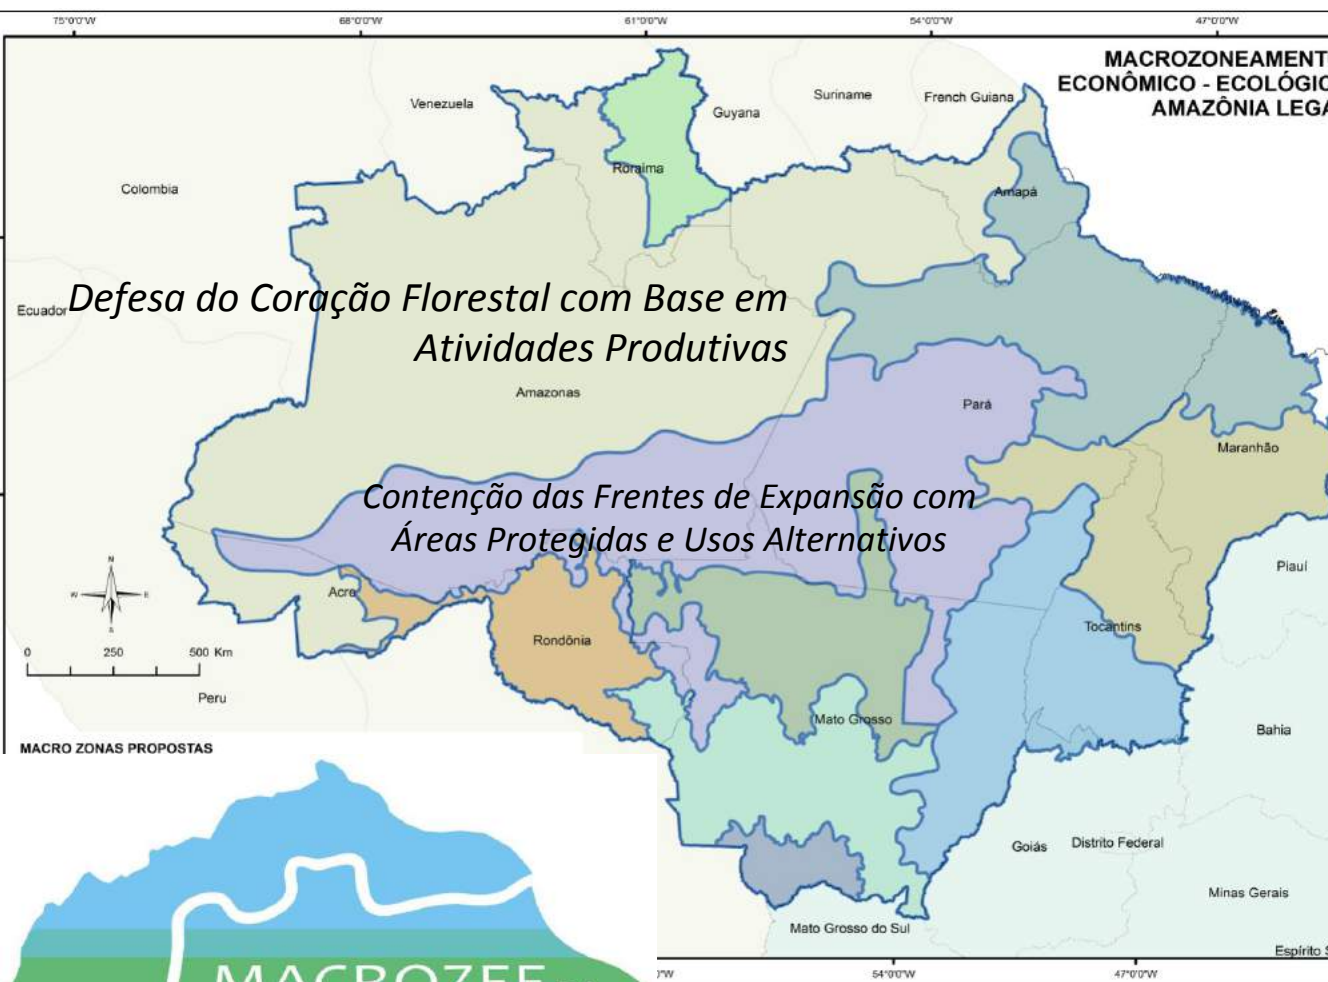 75°0'0"W 68°0'0"W 61°0'0"W 54°0'0"W 47°0'0"W
MACROZONEAMENT
ECONÔMICO - ECOLÓGIC
AMAZÔNIA LEGA
Venezuela
Guyana
Suriname
French Guiana
Colombia
Roraima
Amapá
Ecuador
Defesa do Coração Florestal com Base em
Atividades Produtivas
Amazonas
Pará
Maranhão
Contenção das Frentes de Expansão com
Áreas Protegidas e Usos Alternativos
Piauí
N
W E
S
Acre
Tocantins
Rondônia
0 250 500 Km
Peru
Mato Grosso
Bahia
MACRO ZONAS PROPOSTAS
Goiás
Distrito Federal
Minas Gerais
Mato Grosso do Sul
Espírito S
0"W 54°0'0"W 47°0'0"W
MACROZEE